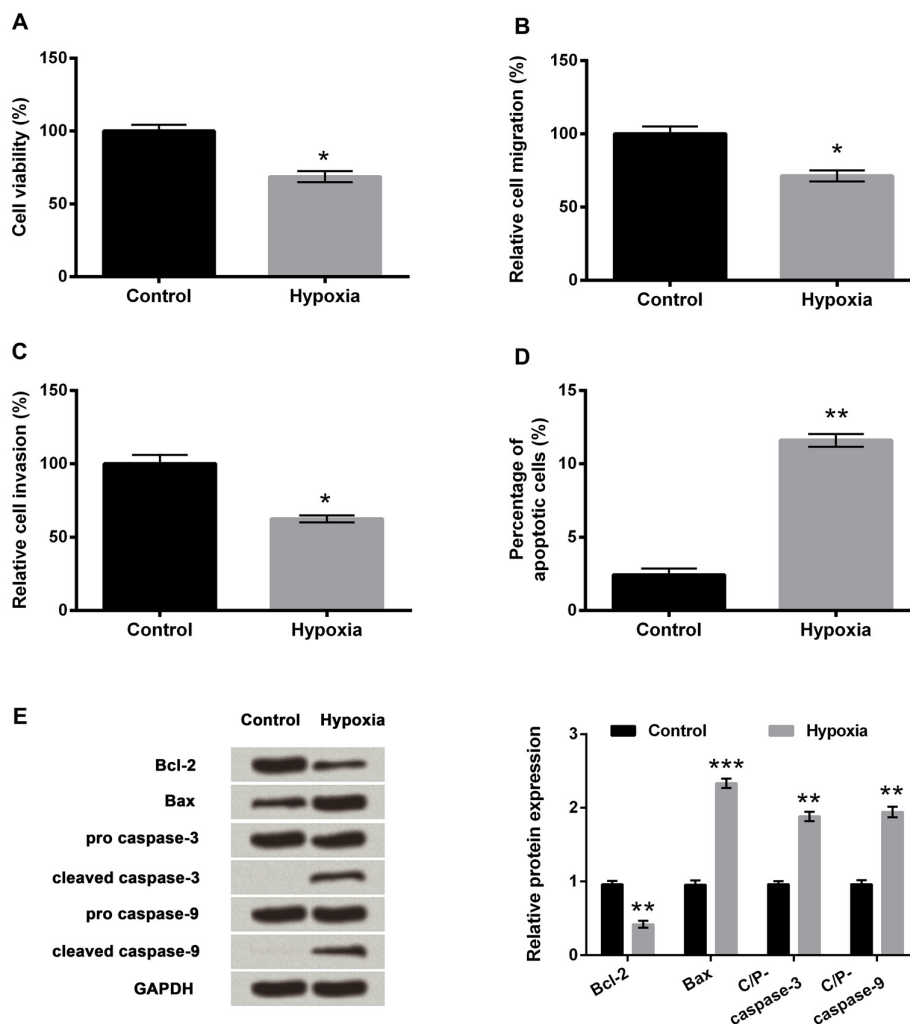 A
Cell viability (%)
150
100
50
0
*
Control
Hypoxia
B
Relative cell migration (%)
150
100
50
0
*
Control
Hypoxia
C
Relative cell invasion (%)
150
100
50
0
*
Control
Hypoxia
D
Percentage of
apoptotic cells (%)
15
10
5
0
**
Control
Hypoxia
E
Control Hypoxia
Bcl-2
Bax
pro caspase-3
cleaved caspase-3
pro caspase-9
cleaved caspase-9
GAPDH
Relative protein expression
3
2
1
0
Control Hypoxia
**
***
**
**
Bcl-2
Bax
C/P-
caspase-3
C/P-
caspase-9